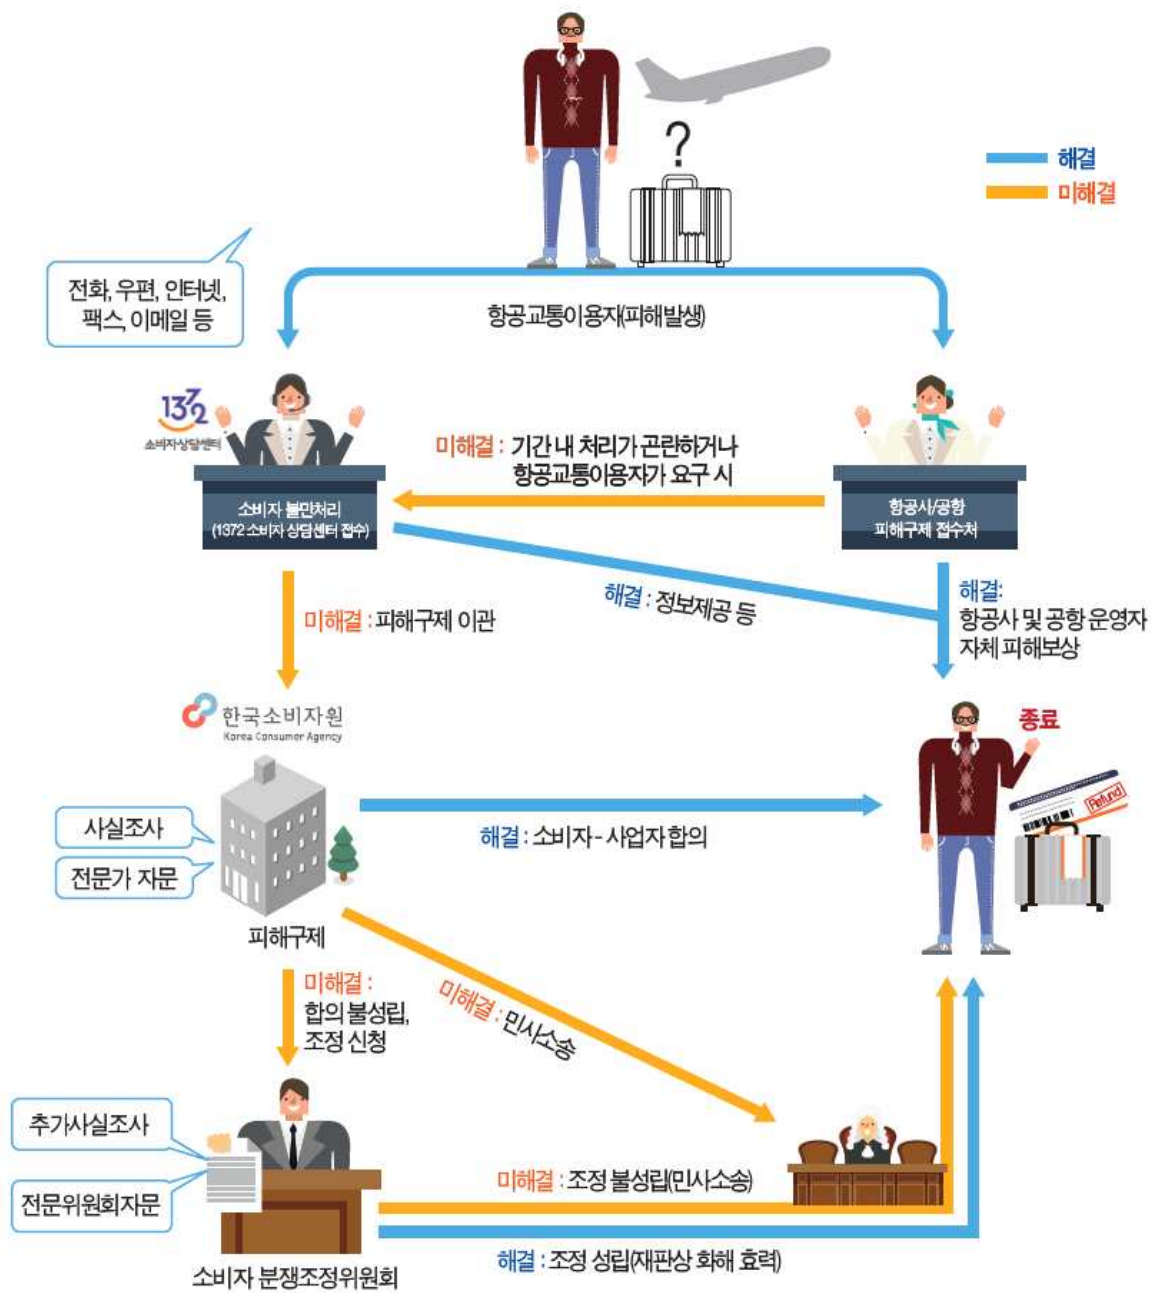 ?
해결
미해결
전화, 우편, 인터넷,
팩스, 이메일 등
항공교통이용자(피해발생)
1372
소비자상담센터
미해결 : 기간 내 처리가 곤란하거나
항공교통이용자가 요구 시
소비자 불만처리
(1372 소비자 상담센터 접수)
항공사/공항
피해구제 접수처
해결 : 정보제공 등
해결:
항공사 및 공항 운영자
자체 피해보상
미해결 : 피해구제 이관
한국소비자원
Korea Consumer Agency
종료
Refund
사실조사
전문가 자문
해결 : 소비자 - 사업자 합의
피해구제
미해결 :
합의 불성립,
조정 신청
미해결 : 민사소송
추가사실조사
전문위원회자문
미해결 : 조정 불성립(민사소송)
해결 : 조정 성립(재판상 화해 효력)
소비자 분쟁조정위원회